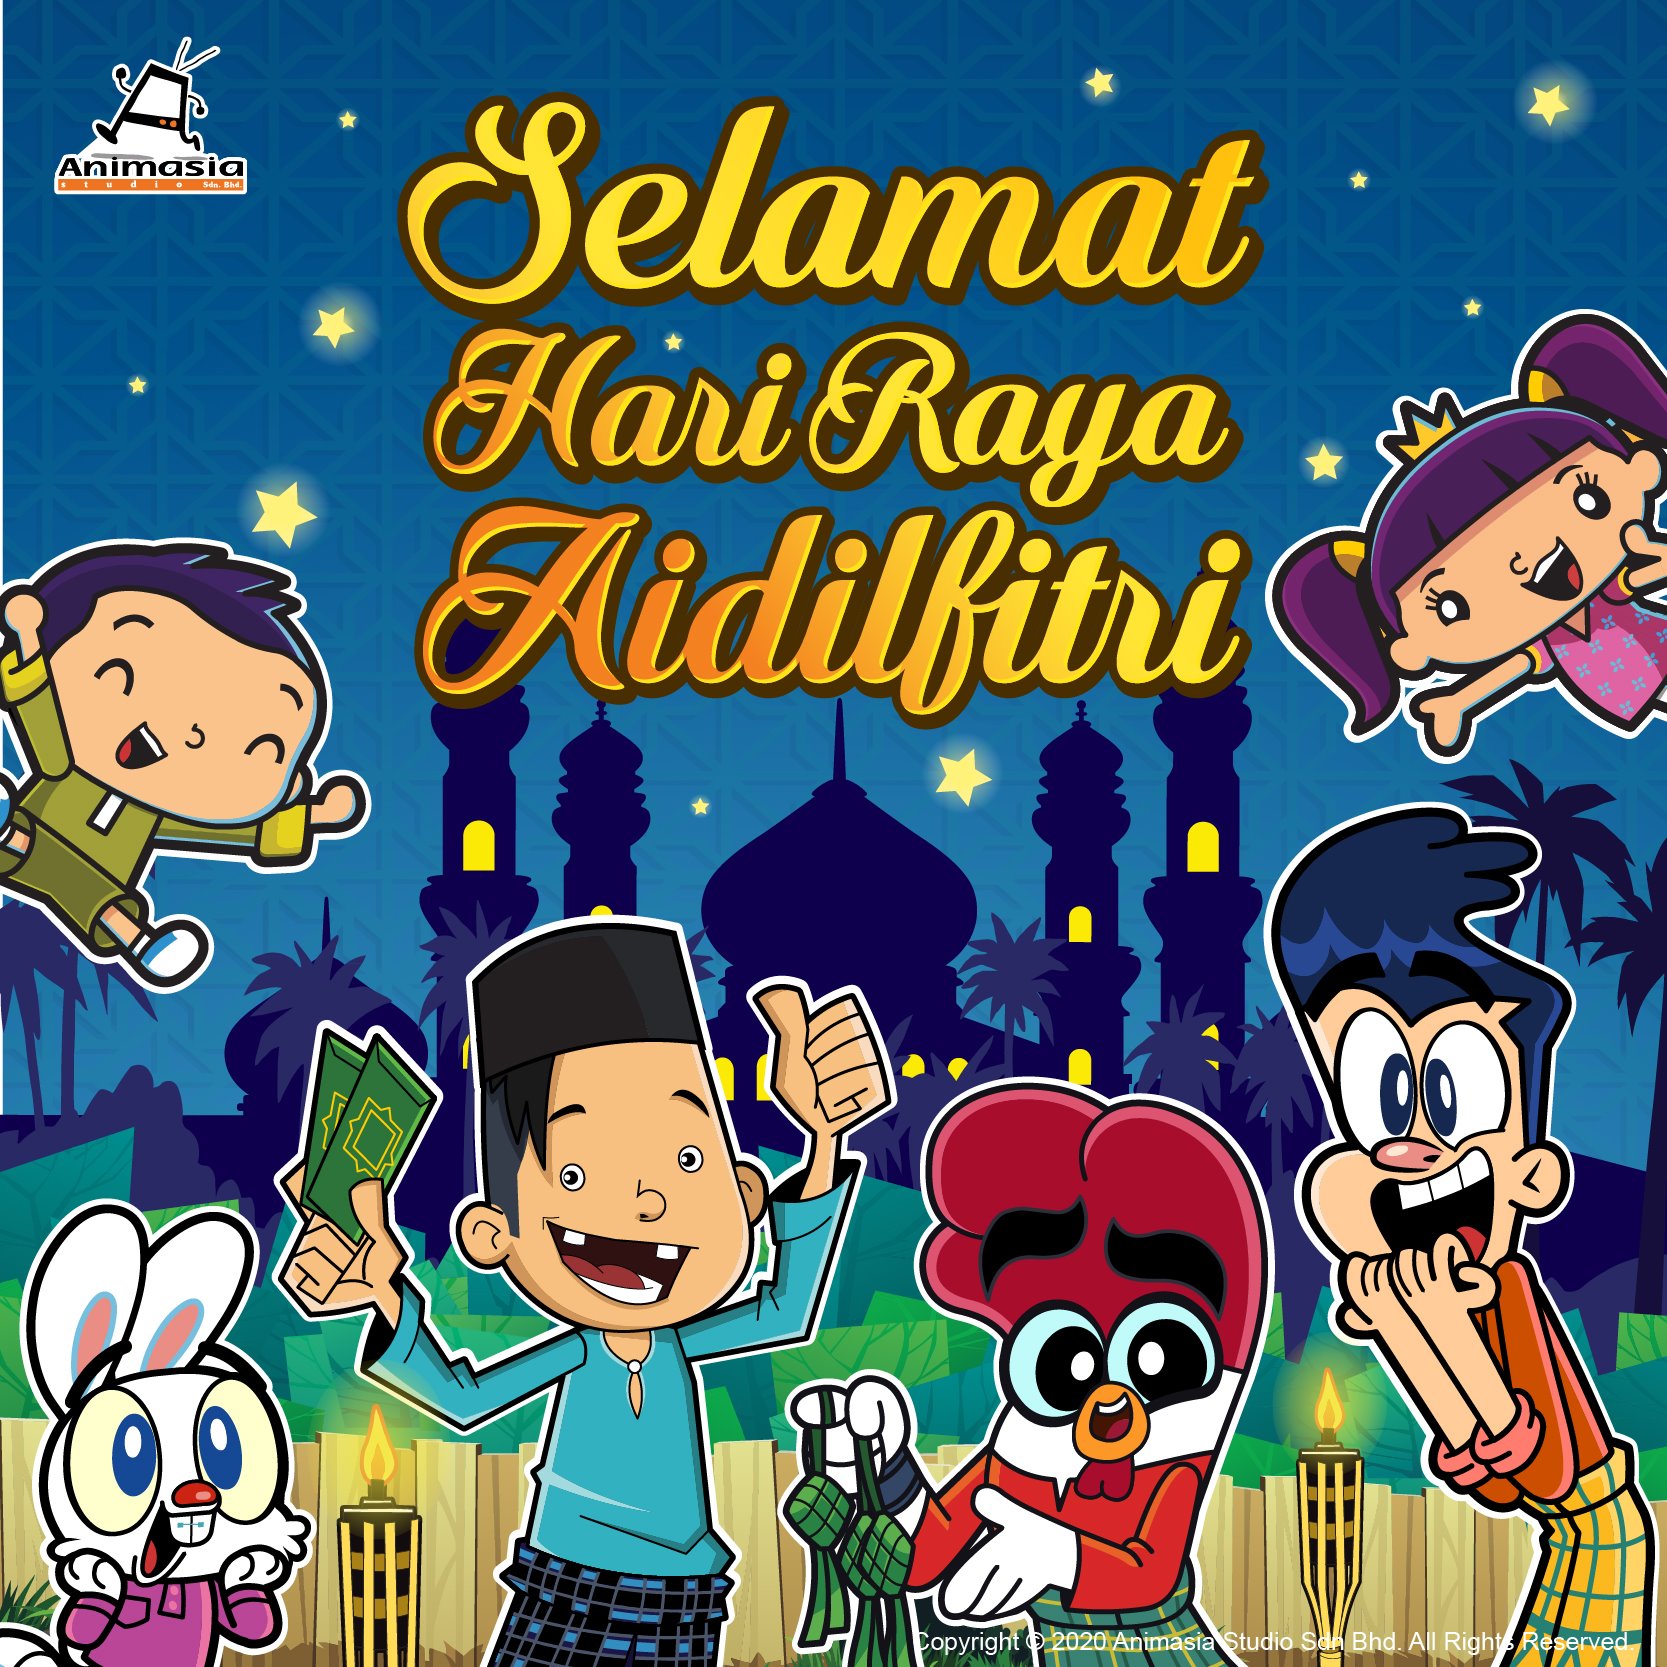 Animasia
studio Sdn. Bhd.
Selamat
Hari Raya
Aidilfitri
Copyright © 2020 Animasia Studio Sdn Bhd. All Rights Reserved.